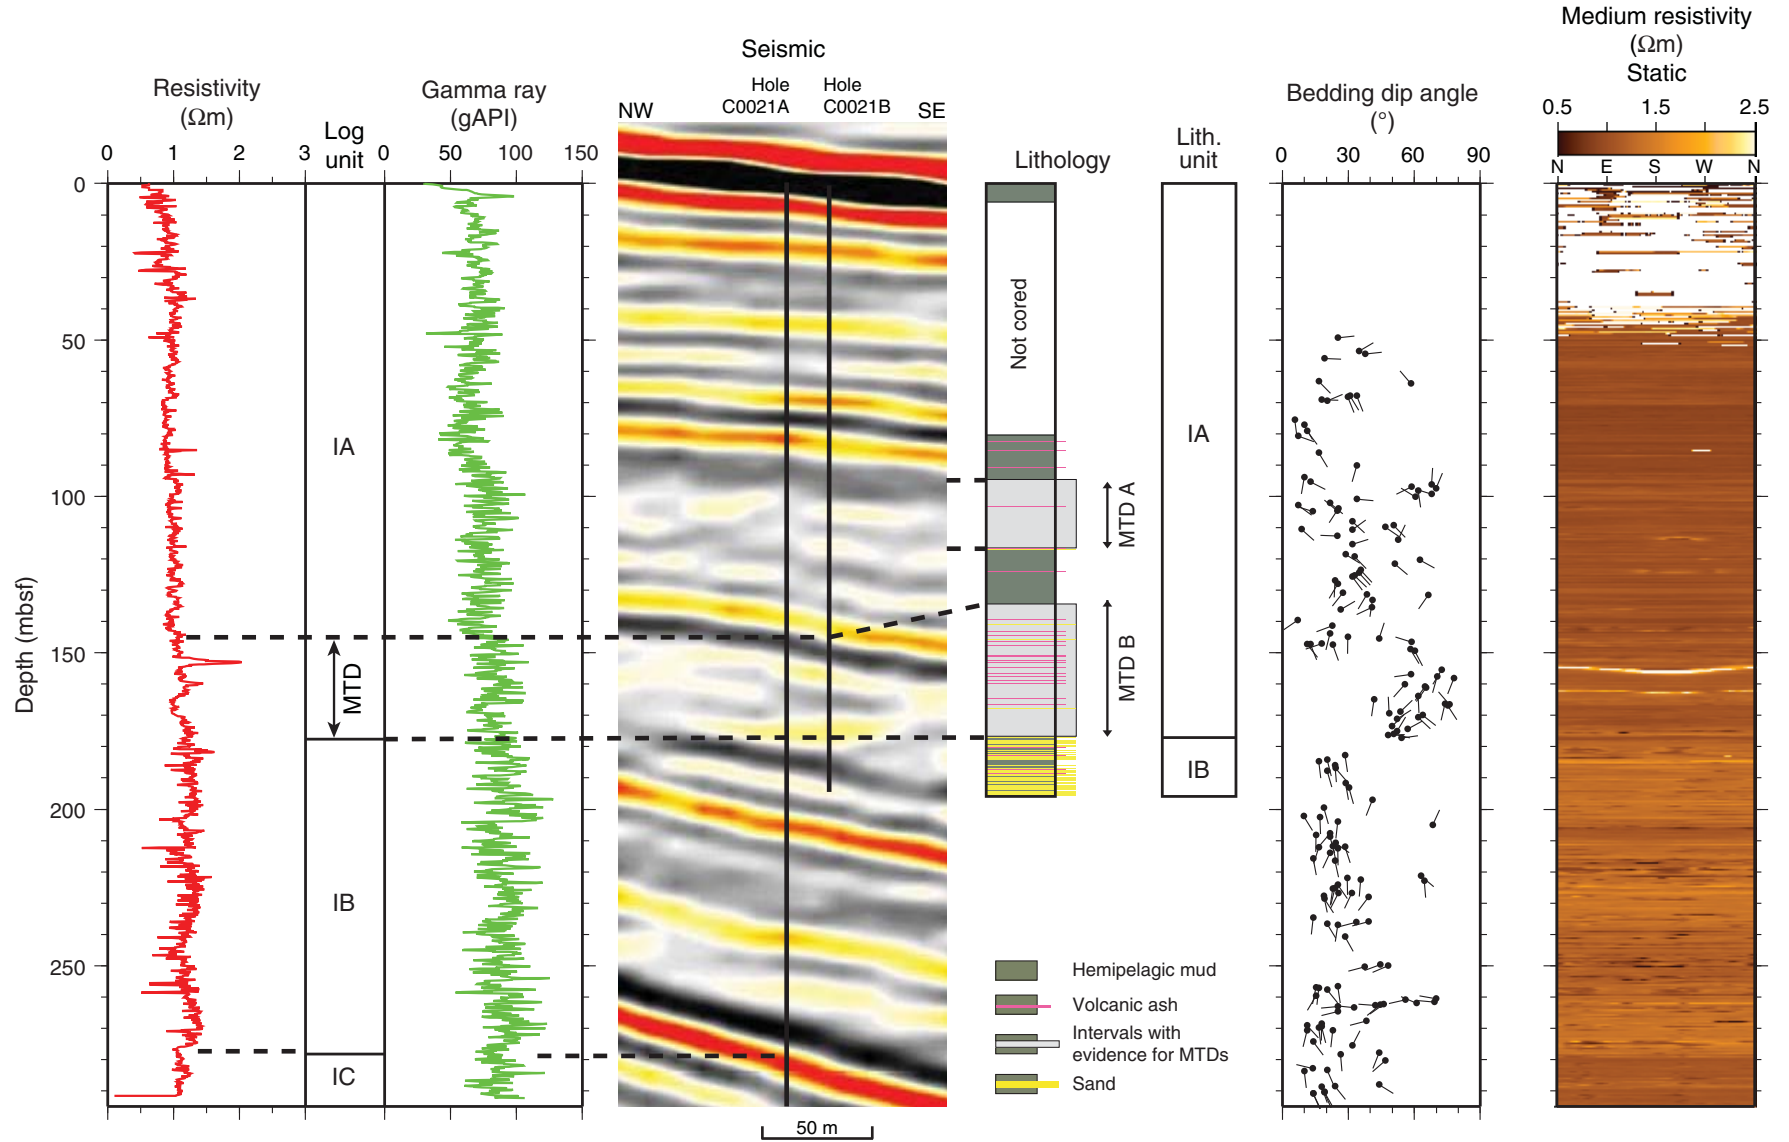 Medium resistivity
(Ωm)
Static
0.5 1.5 2.5
N E S W N
Seismic
Hole
C0021A
Hole
C0021B
NW SE
Resistivity
(Ωm)
0 1 2 3
Log
unit
Gamma ray
(gAPI)
0 50 100 150
Lithology
Lith.
unit
Bedding dip angle
(°)
0 30 60 90
Depth (mbsf)
0
50
100
150
200
250
IA
MTD
IB
IC
Not cored
MTD A
MTD B
IA
IB
Hemipelagic mud
Volcanic ash
Intervals with
evidence for MTDs
Sand
50 m